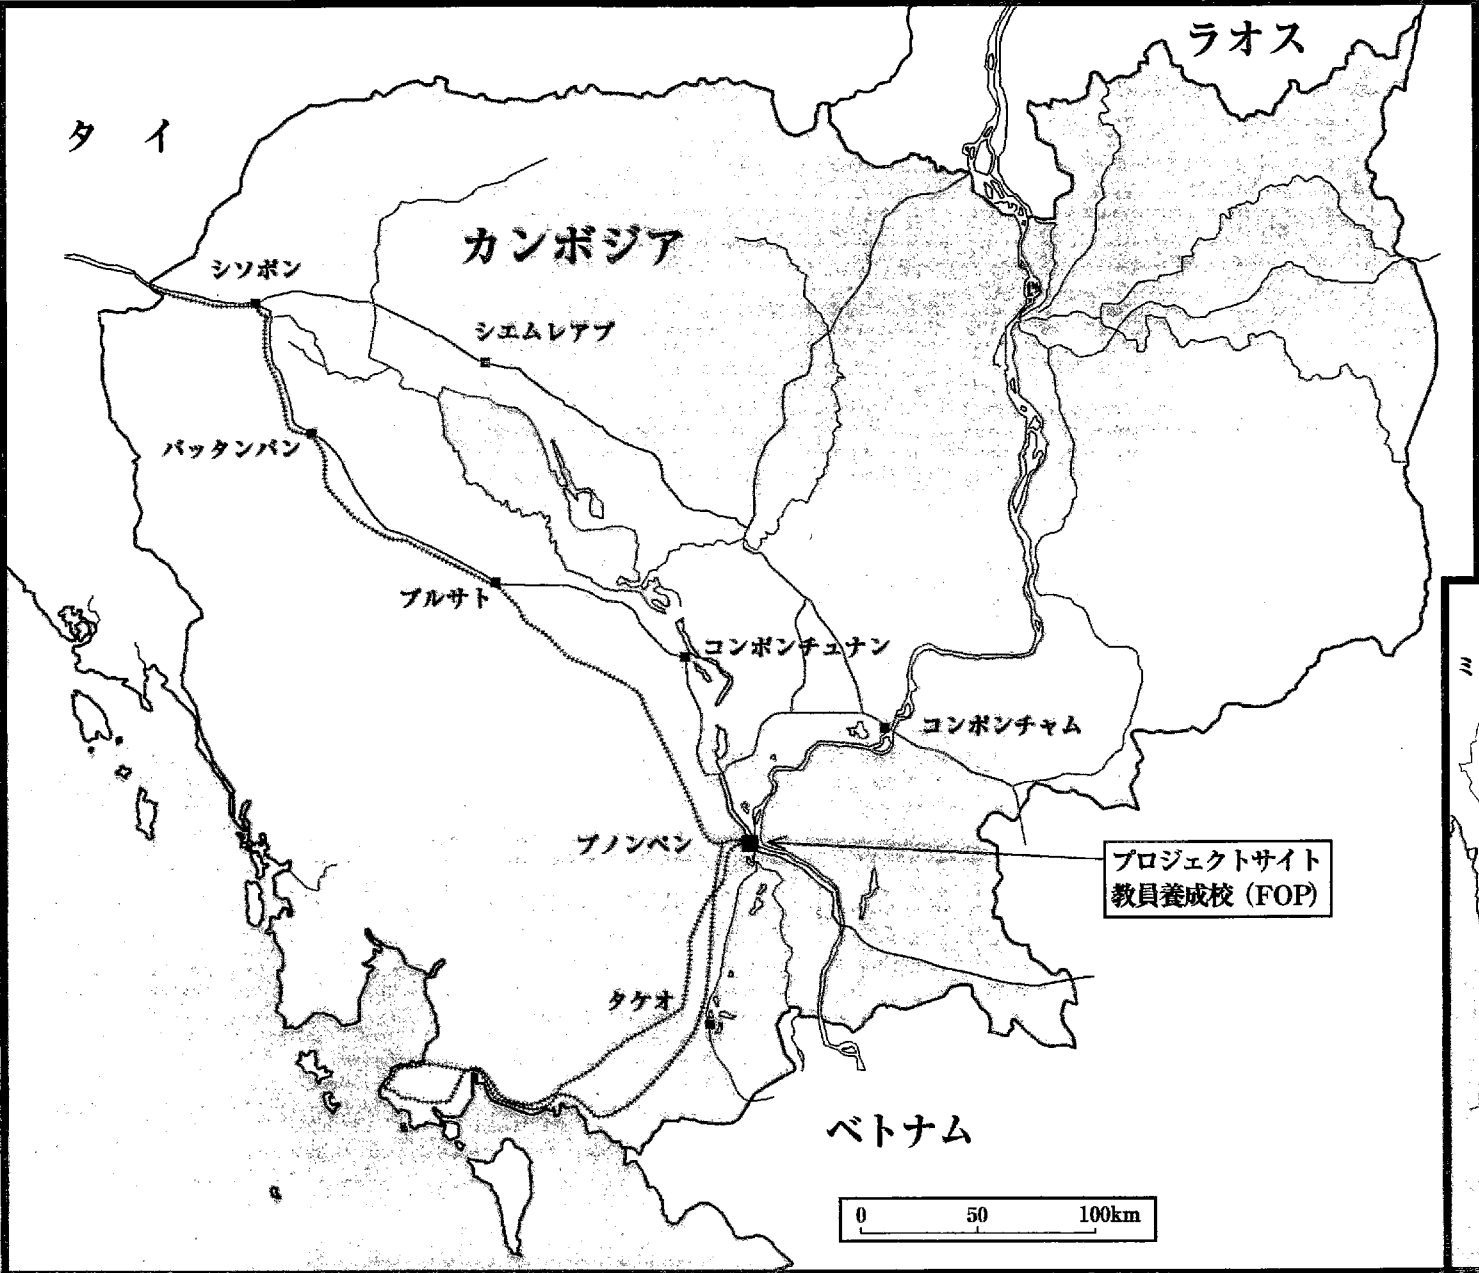 ラオス
タイ
カンボジア
シソポン
シエムレアプ
バッタンバン
プルサト
コンポンチュナン
コンポンチャム
プノンペン
プロジェクトサイト
教員養成校 (FOP)
タケオ
ベトナム
0 50 100km